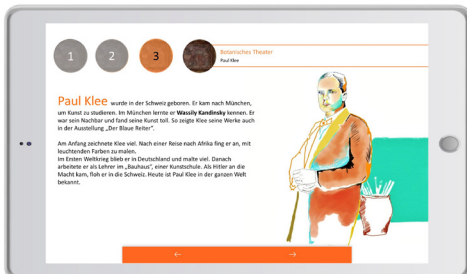 1 2 3
Botanisches Theater
Paul Klee
Paul Klee wurde in der Schweiz geboren. Er kam nach München,
um Kunst zu studieren. Im München lernte er Wassily Kandinsky kennen. Er
war sein Nachbar und fand seine Kunst toll. So zeigte Klee seine Werke auch
in der Ausstellung „Der Blaue Reiter“.
Am Anfang zeichnete Klee viel. Nach einer Reise nach Afrika fing er an, mit
leuchtenden Farben zu malen.
Im Ersten Weltkrieg blieb er in Deutschland und malte viel. Danach
arbeitete er als Lehrer im „Bauhaus“, einer Kunstschule. Als Hitler an die
Macht kam, floh er in die Schweiz. Heute ist Paul Klee in der ganzen Welt
bekannt.